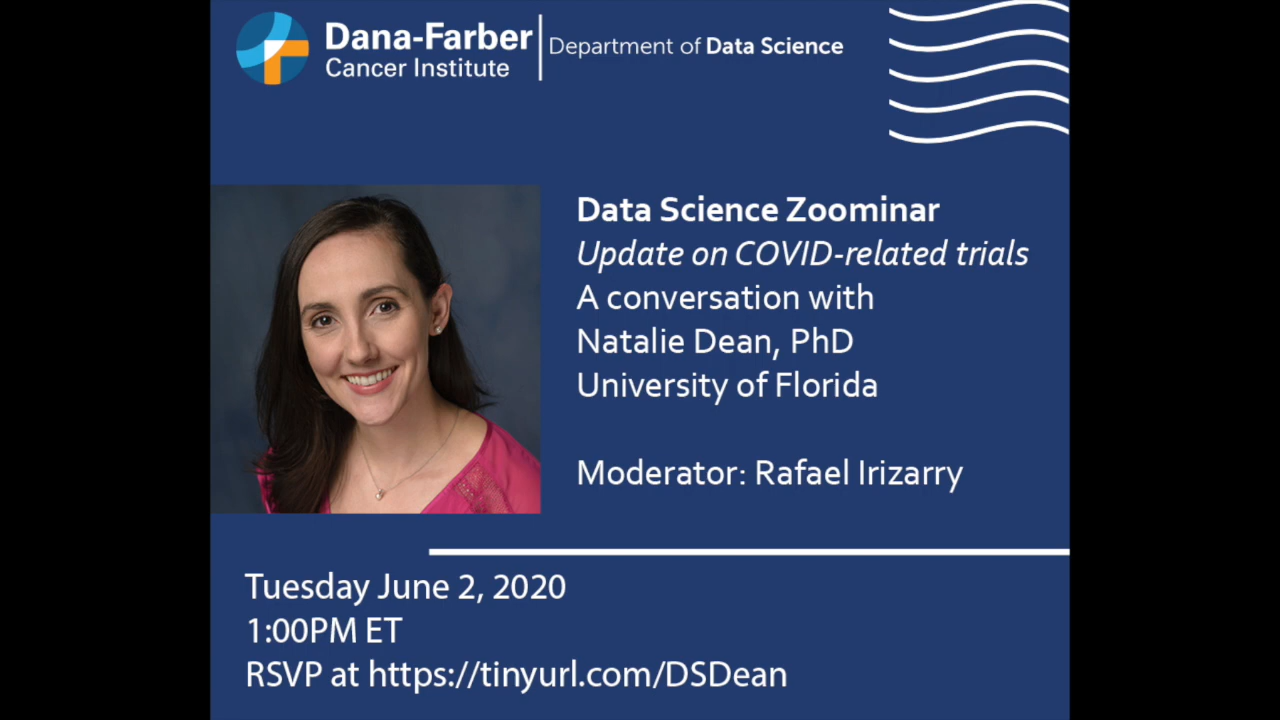 Dana-Farber
Cancer Institute
Department of Data Science
Data Science Zoominar
Update on COVID-related trials
A conversation with
Natalie Dean, PhD
University of Florida
Moderator: Rafael Irizarry
Tuesday June 2, 2020
1:00PM ET
RSVP at https://tinyurl.com/DSDean